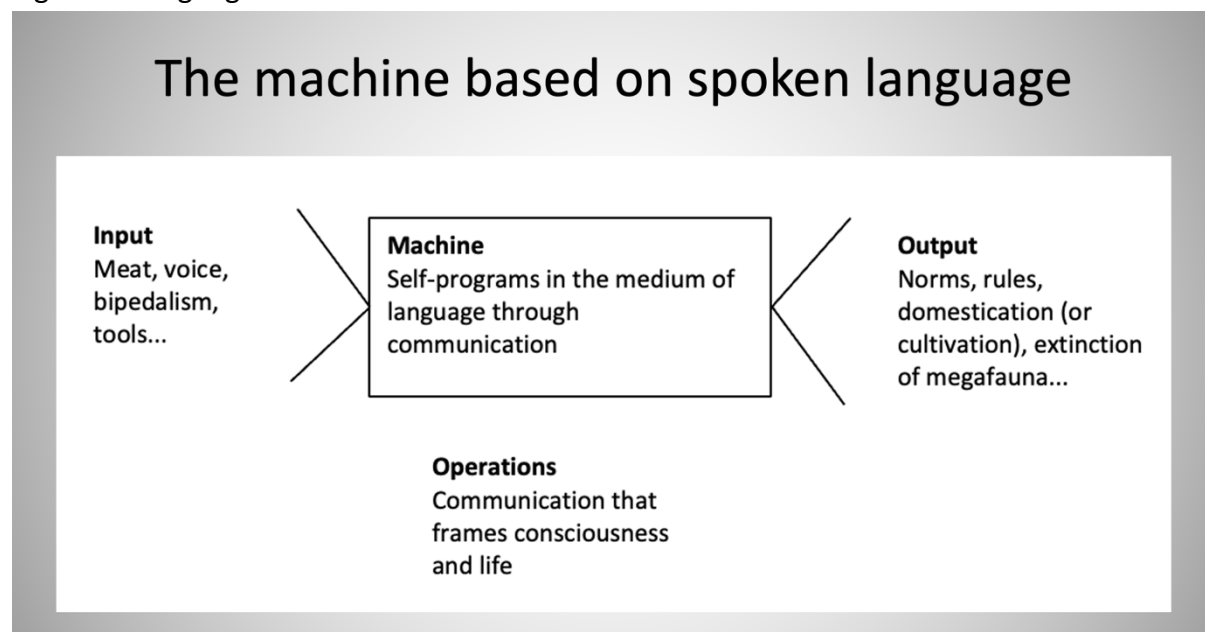 The machine based on spoken language
Input
Meat, voice,
bipedalism,
tools...
Machine
Self-programs in the medium of
language through
communication
Output
Norms, rules,
domestication (or
cultivation), extinction
of megafauna...
Operations
Communication that
frames consciousness
and life